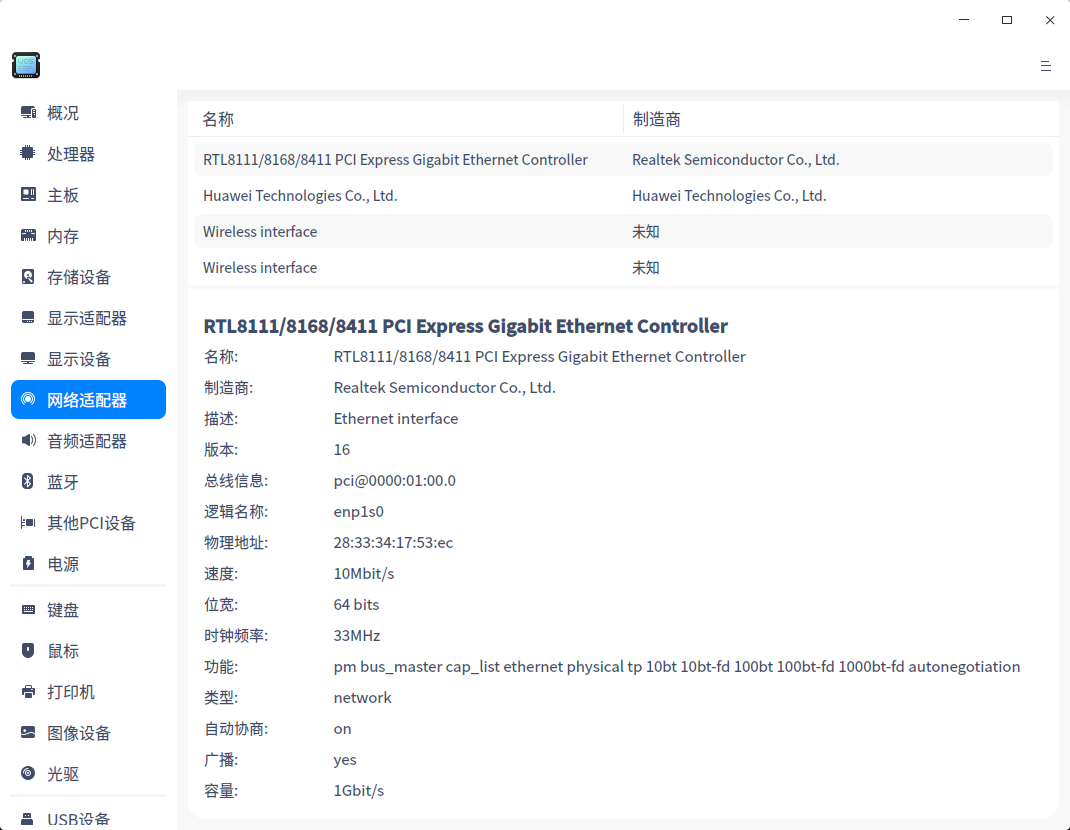 UOS
概况
处理器
主板
内存
存储设备
显示适配器
显示设备
网络适配器
音频适配器
蓝牙
其他PCI设备
电源
键盘
鼠标
打印机
图像设备
光驱
USB设备
名称 制造商
RTL8111/8168/8411 PCI Express Gigabit Ethernet Controller Realtek Semiconductor Co., Ltd.
Huawei Technologies Co., Ltd. Huawei Technologies Co., Ltd.
Wireless interface 未知
Wireless interface 未知
RTL8111/8168/8411 PCI Express Gigabit Ethernet Controller
名称: RTL8111/8168/8411 PCI Express Gigabit Ethernet Controller
制造商: Realtek Semiconductor Co., Ltd.
描述: Ethernet interface
版本: 16
总线信息: pci@0000:01:00.0
逻辑名称: enp1s0
物理地址: 28:33:34:17:53:ec
速度: 10Mbit/s
位宽: 64 bits
时钟频率: 33MHz
功能: pm bus_master cap_list ethernet physical tp 10bt 10bt-fd 100bt 100bt-fd 1000bt-fd autonegotiation
类型: network
自动协商: on
广播: yes
容量: 1Gbit/s